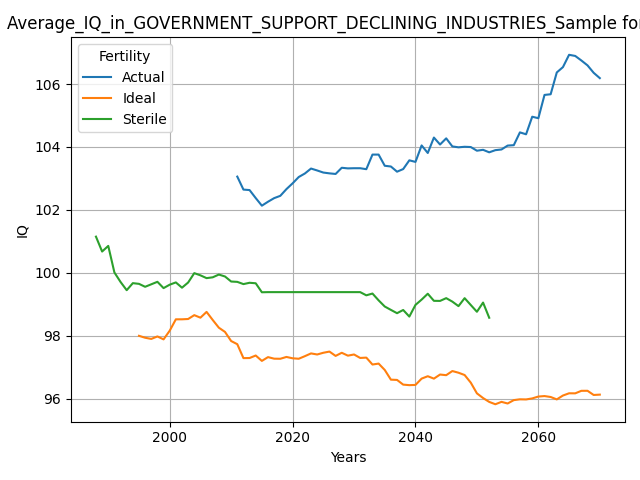 Average_IQ_in_GOVERNMENT_SUPPORT_DECLINING_INDUSTRIES_Sample for
Fertility
Actual
Ideal
Sterile
106
104
102
100
98
96
IQ
2000 2020 2040 2060
Years